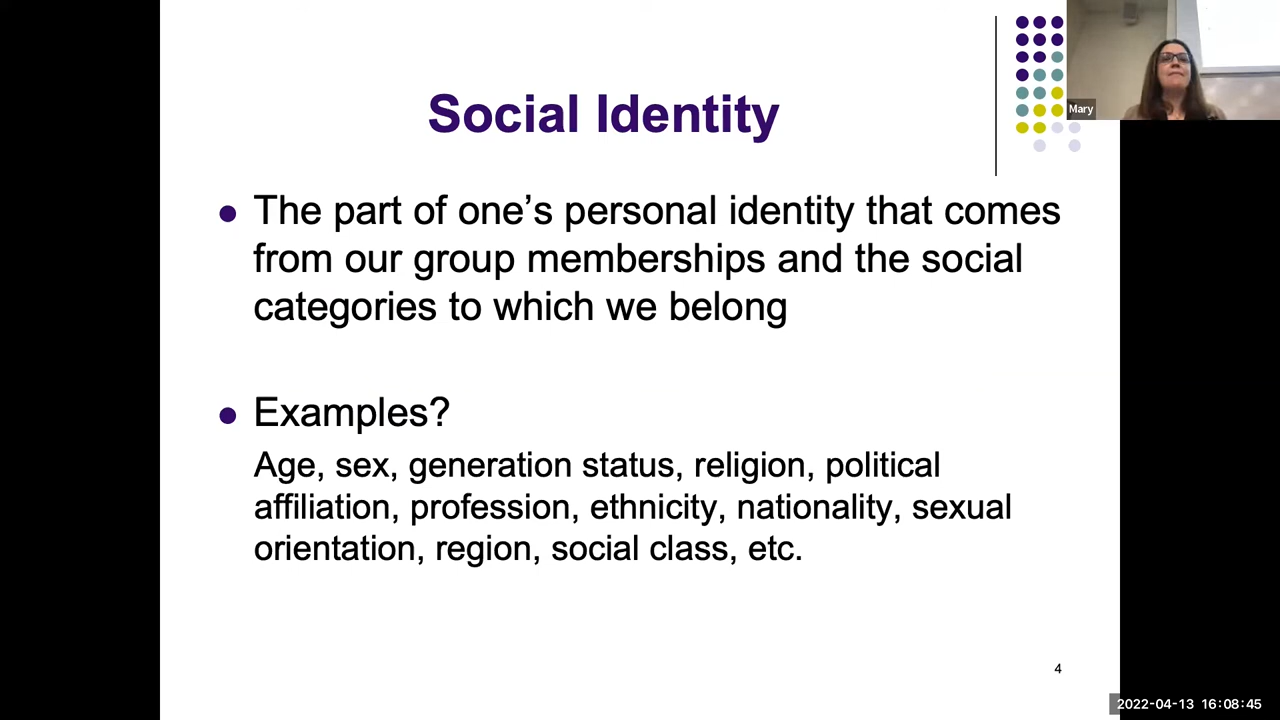 Social Identity
Mary
The part of one’s personal identity that comes
from our group memberships and the social
categories to which we belong
Examples?
Age, sex, generation status, religion, political
affiliation, profession, ethnicity, nationality, sexual
orientation, region, social class, etc.
4
2022-04-13 16:08:45